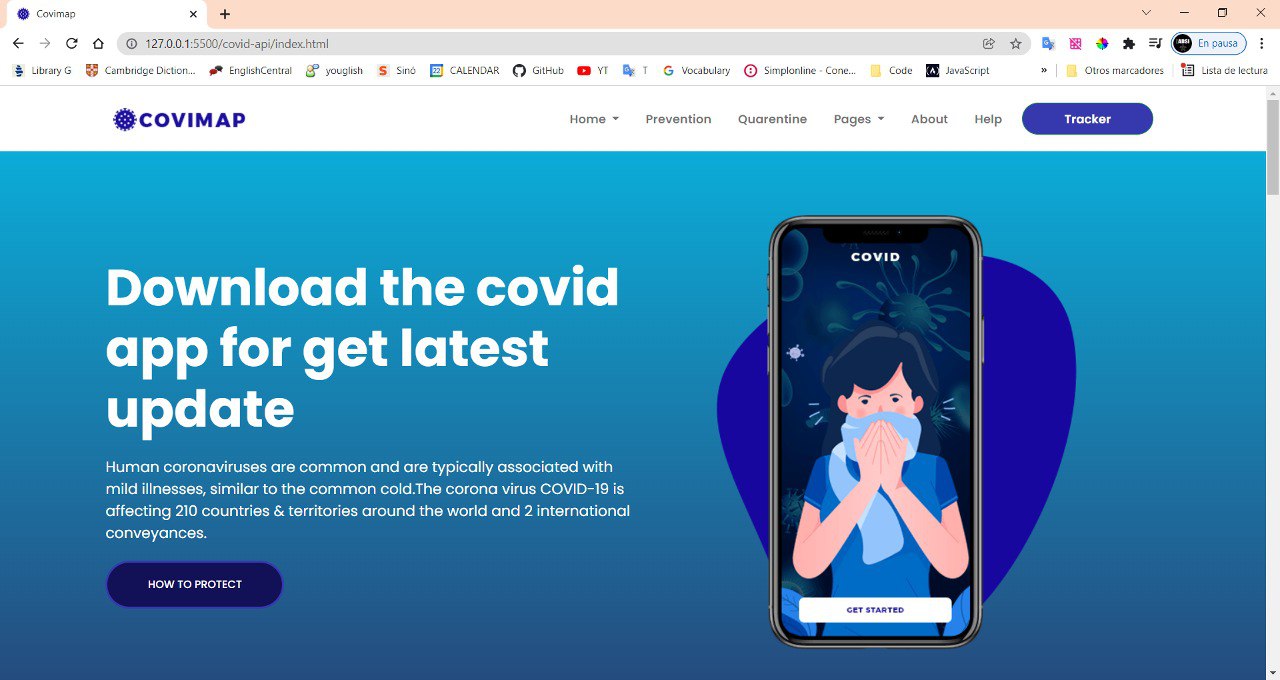 Covimap
127.0.0.1:5500/covid-api/index.html
En pausa
Library G
Cambridge Diction...
EnglishCentral
youglish
Sinó
CALENDAR
GitHub
YT
T
Vocabulary
Simplonline - Cone...
Code
JavaScript
»
Otros marcadores
Lista de lectura
COVIMAP
Home
Prevention
Quarentine
Pages
About
Help
Tracker
COVID
Download the covid
app for get latest
update
Human coronaviruses are common and are typically associated with
mild illnesses, similar to the common cold.The corona virus COVID-19 is
affecting 210 countries & territories around the world and 2 international
conveyances.
HOW TO PROTECT
GET STARTED